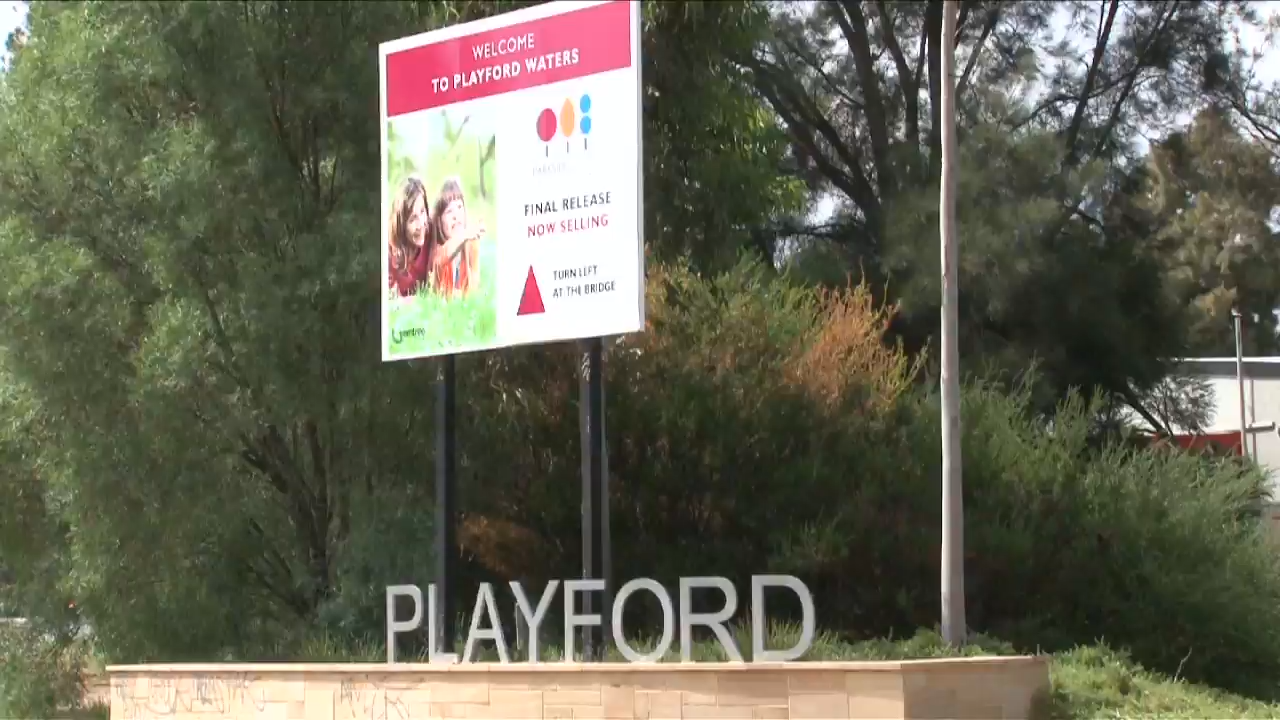 WELCOME
TO PLAYFORD WATERS
FINAL RELEASE
NOW SELLING
TURN LEFT
AT THE BRIDGE
PLAYFORD